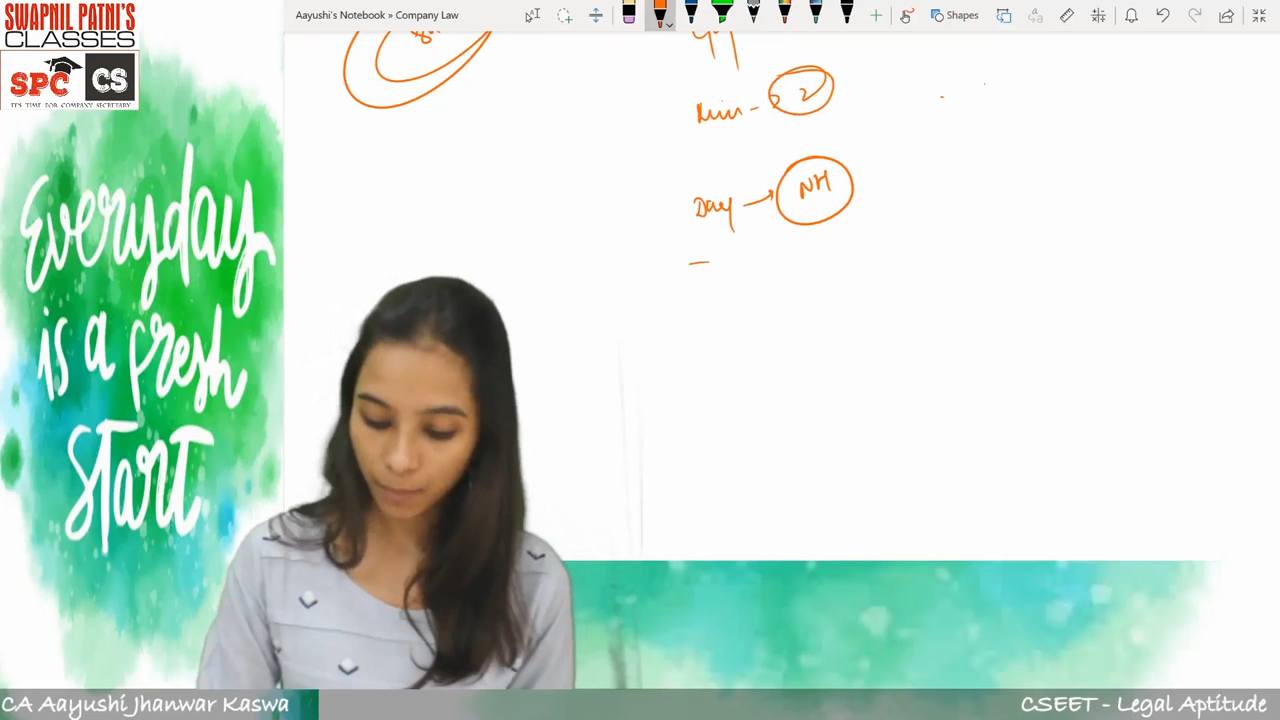 SWAPNIL PATNI'S
CLASSES
SPC CS
IT'S TIME FOR COMPANY SECRETARY
Aayushi's Notebook » Company Law
Shapes
Min - 2
Day → NH
Everyday
is a fresh
Start
CA Aayushi Jhanwar Kaswa
CSEET - Legal Aptitude